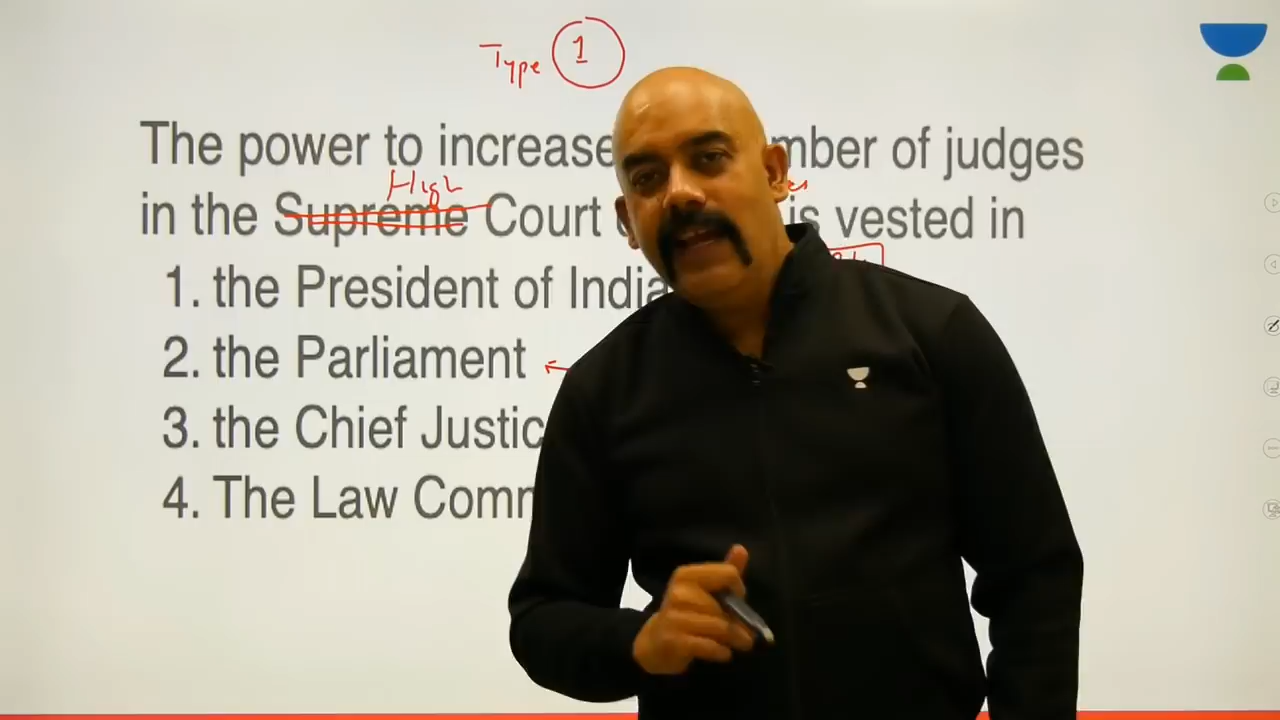 Type 1
The power to increase mber of judges
High
in the Supreme Court is vested in
1. the President of India
2. the Parliament
3. the Chief Justic
4. The Law Comm